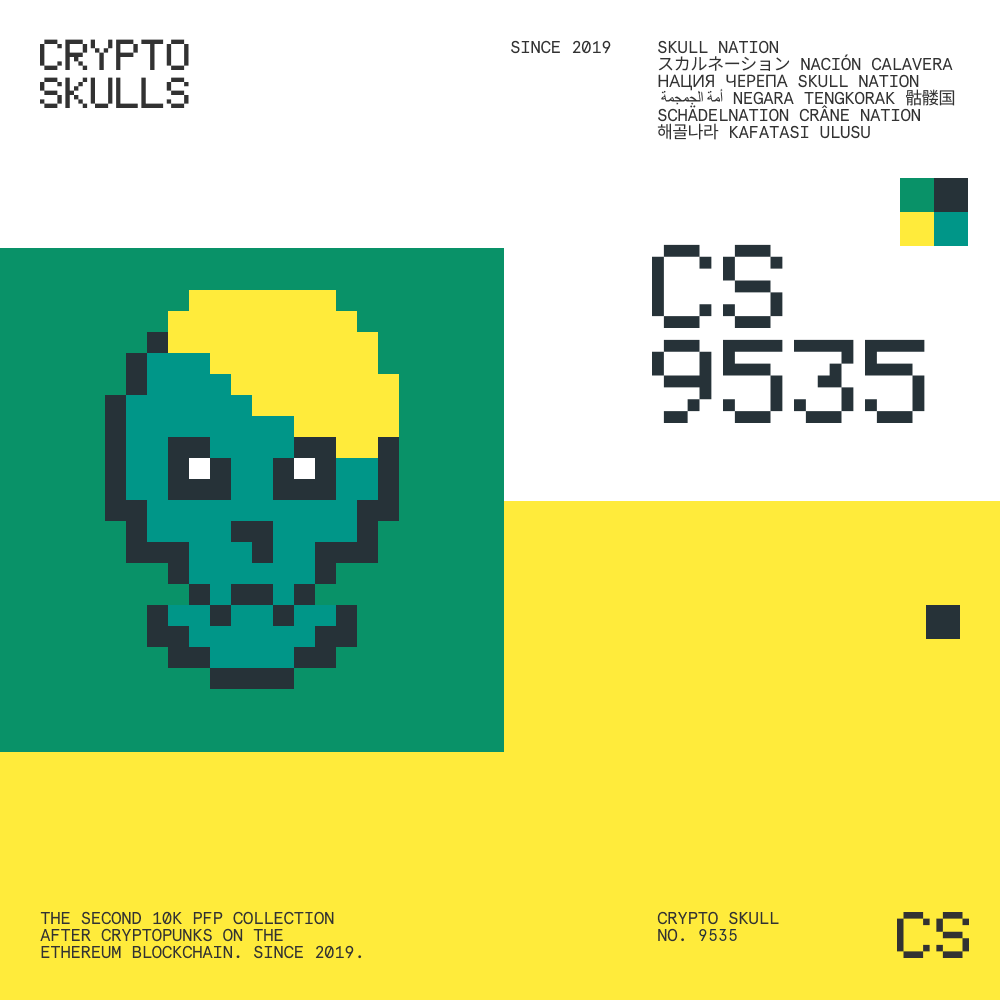 CRYPTO
SKULLS
SINCE 2019
SKULL NATION
スカルネーション NACIÓN CALAVERA
НАЦИЯ ЧЕРЕПА SKULL NATION
أمة الجمجمة NEGARA TENGKORAK 骷髅国
SCHÄDELNATION CRÂNE NATION
해골나라 KAFATASI ULUSU
CS
9535
THE SECOND 10K PFP COLLECTION
AFTER CRYPTOPUNKS ON THE
ETHEREUM BLOCKCHAIN. SINCE 2019.
CRYPTO SKULL
NO. 9535
CS